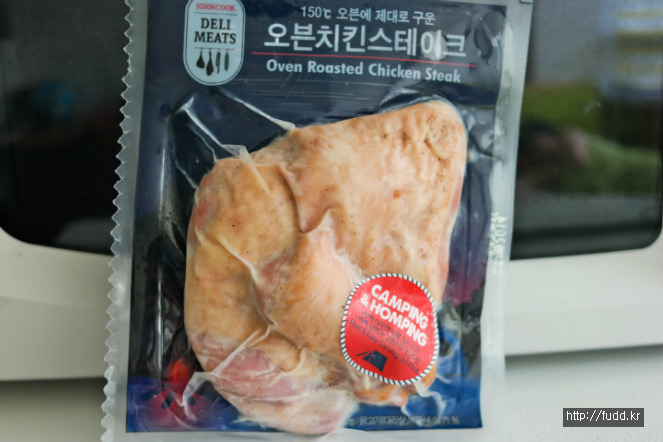 JOHNCOOK
DELI
MEATS
150℃ 오븐에 제대로 구운
오븐치킨스테이크
Oven Roasted Chicken Steak
CAMPING
& HOMPING
http://fudd.kr